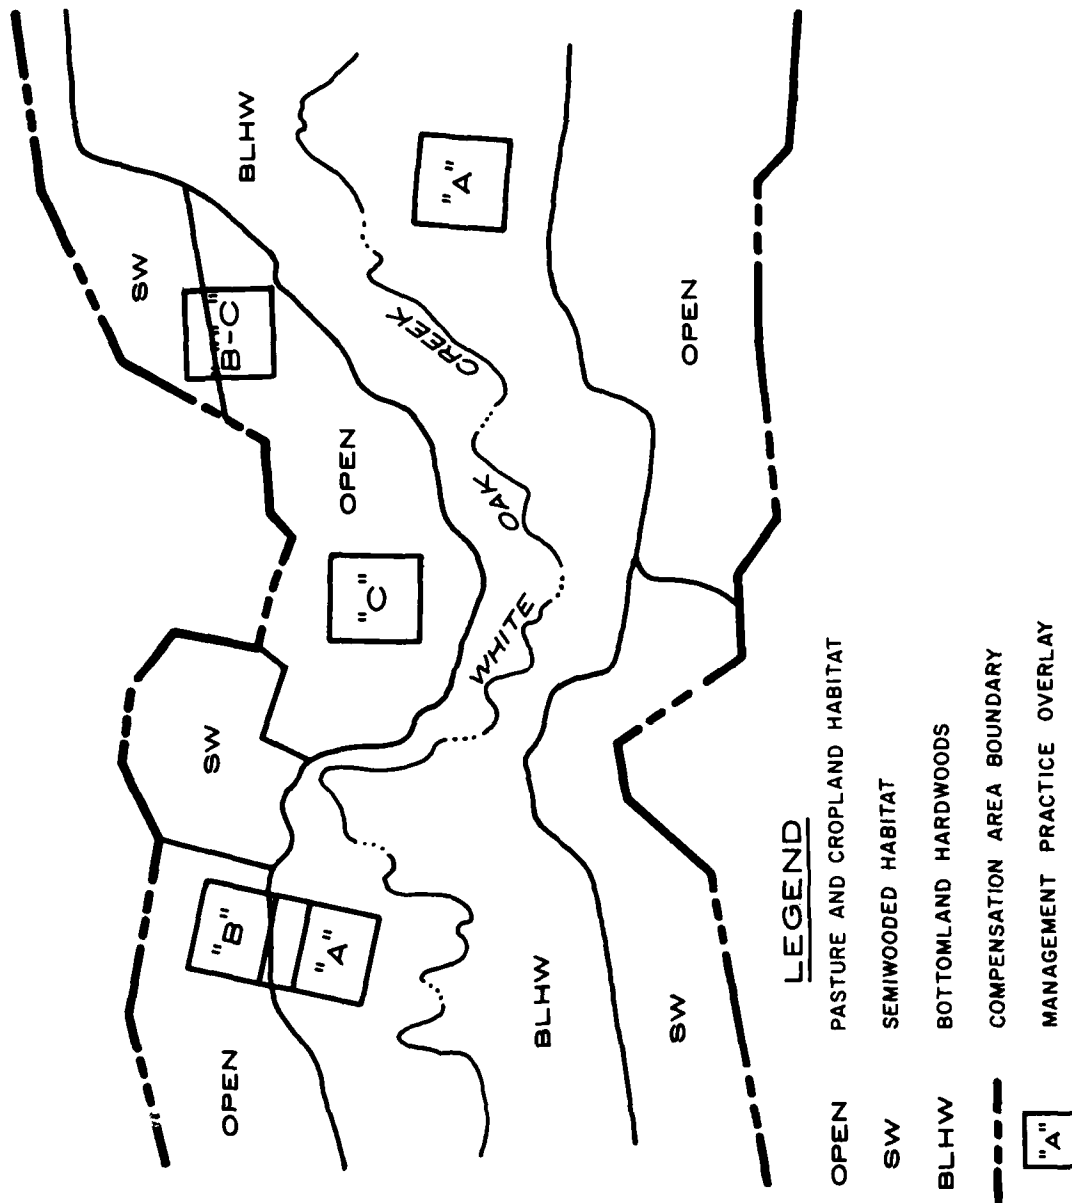 OPEN
SW
OPEN
SW
BLHW
"B"
"A"
"C"
"B-C"
"A"
WHITE OAK CREEK
BLHW
SW
OPEN
LEGEND
OPEN PASTURE AND CROPLAND HABITAT
SW SEMIWOODED HABITAT
BLHW BOTTOMLAND HARDWOODS
COMPENSATION AREA BOUNDARY
"A" MANAGEMENT PRACTICE OVERLAY